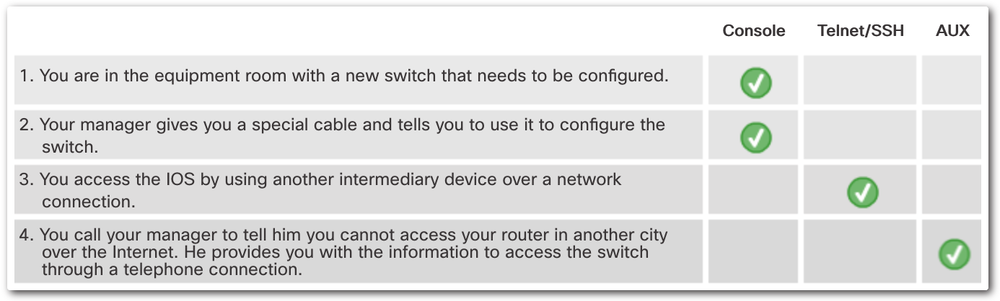 Console Telnet/SSH AUX
1. You are in the equipment room with a new switch that needs to be configured.
2. Your manager gives you a special cable and tells you to use it to configure the
switch.
3. You access the IOS by using another intermediary device over a network
connection.
4. You call your manager to tell him you cannot access your router in another city
over the Internet. He provides you with the information to access the switch
through a telephone connection.